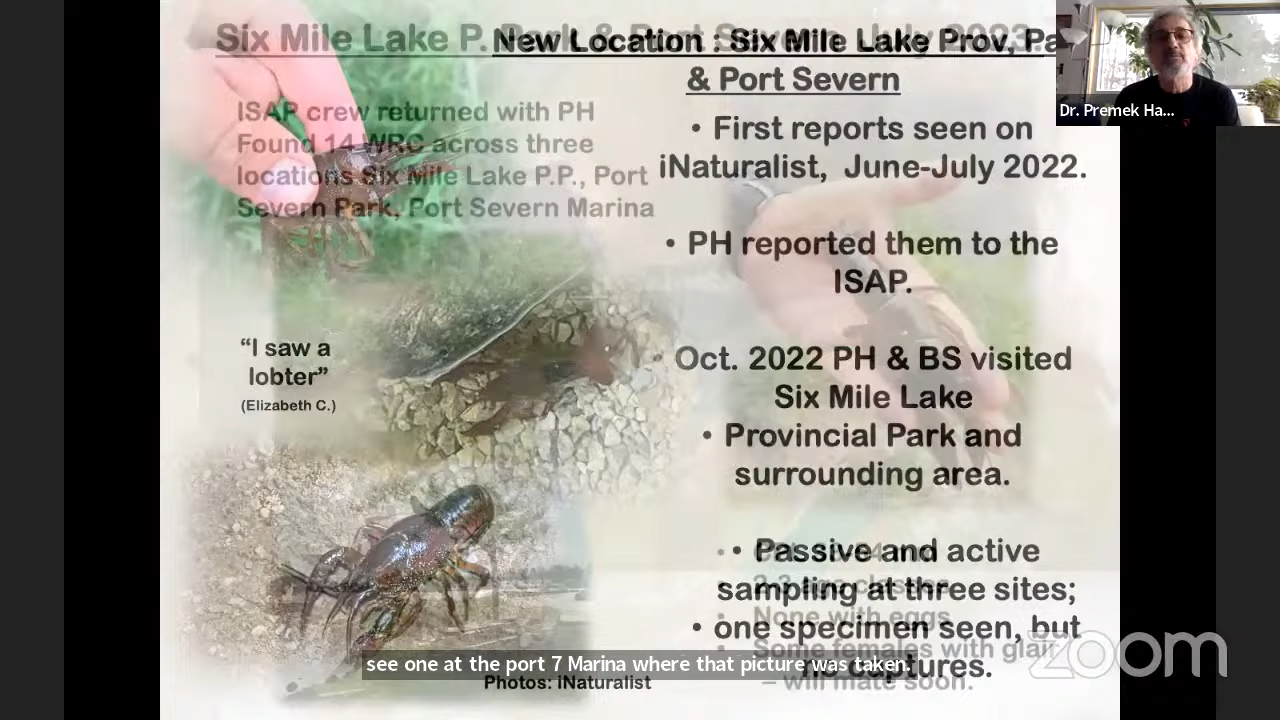 Six Mile Lake P.
New Location : Six Mile Lake Prov, Pa
& Port Severn
ISAP crew returned with PH
Found 14 WRC across three
locations Six Mile Lake P.P., Port
Severn Park, Port Severn Marina
• First reports seen on
iNaturalist, June-July 2022.
• PH reported them to the
ISAP.
• Oct. 2022 PH & BS visited
Six Mile Lake
• Provincial Park and
surrounding area.
• Passive and active
sampling at three sites;
• one specimen seen, but
no captures.
• None with eggs
• Some females with glair
– will mate soon.
“I saw a
lobter”
(Elizabeth C.)
Photos: iNaturalist
see one at the port 7 Marina where that picture was taken.
Dr. Premek Ha...
zoom